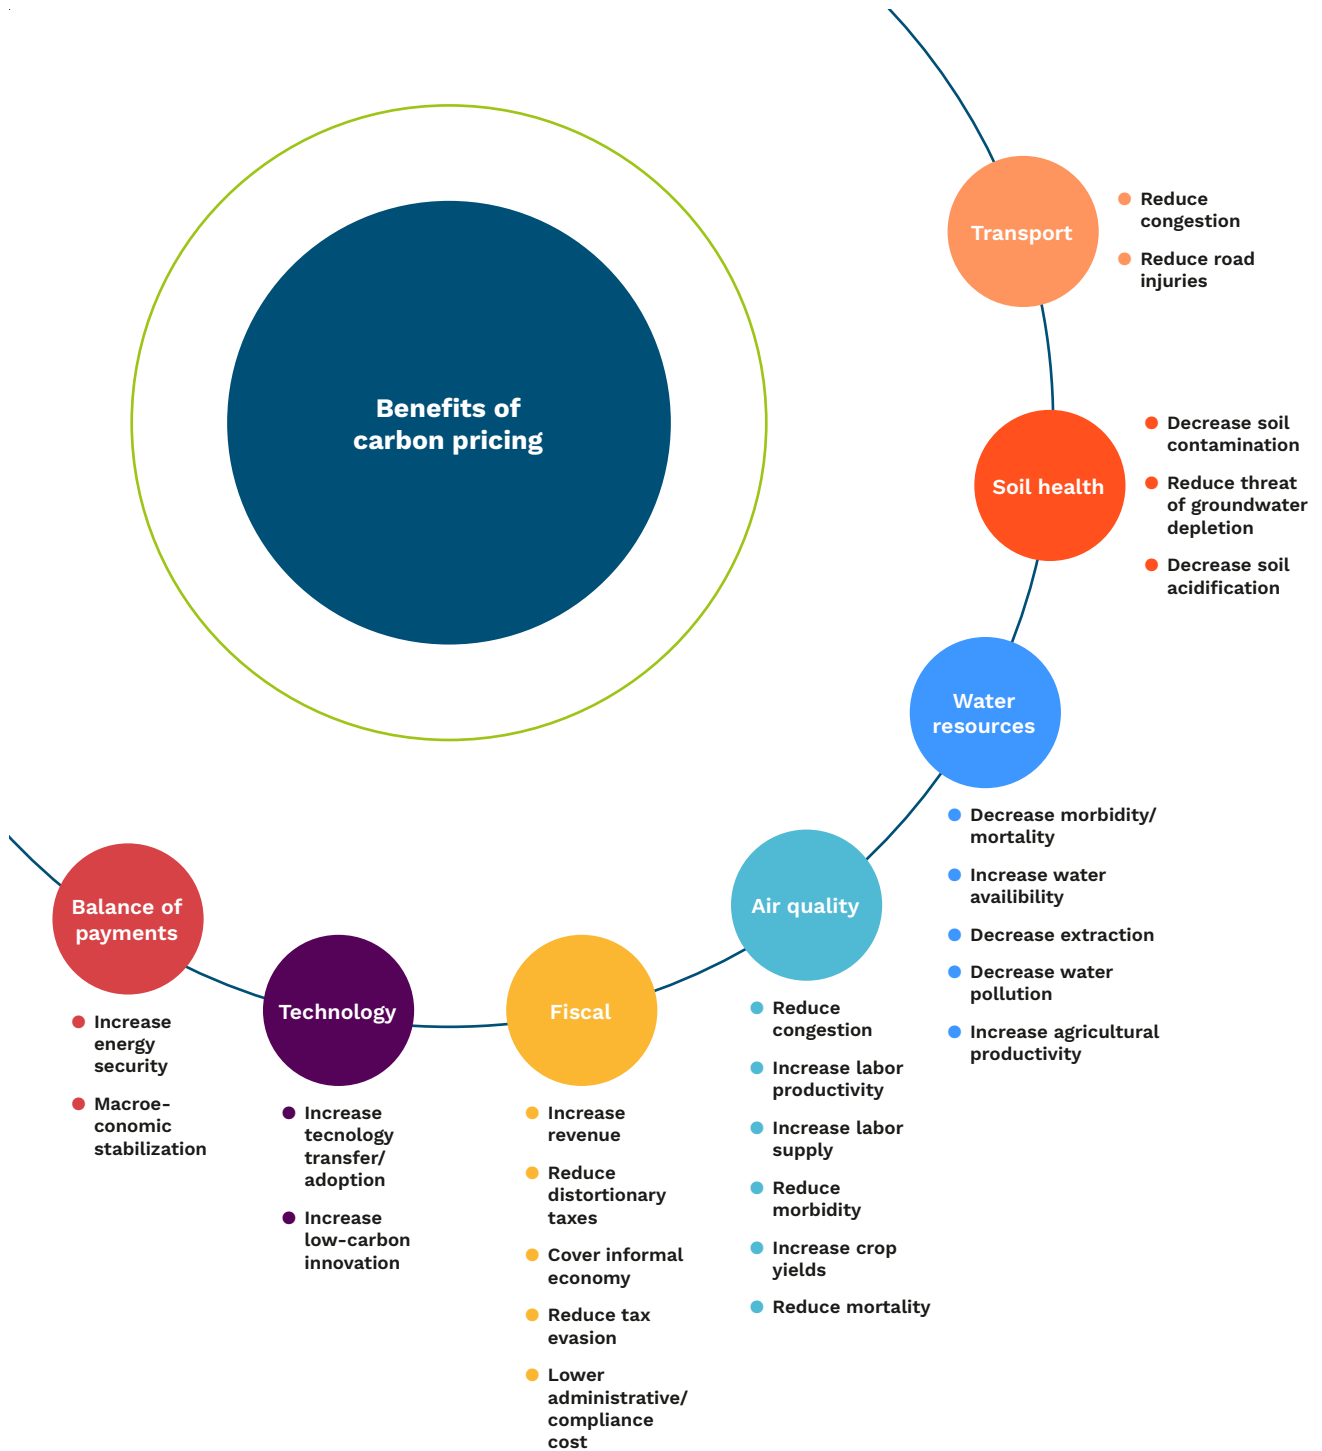 Benefits of
carbon pricing
Transport
Reduce
congestion
Reduce road
injuries
Soil health
Decrease soil
contamination
Reduce threat
of groundwater
depletion
Decrease soil
acidification
Water
resources
Decrease morbidity/
mortality
Increase water
availibility
Decrease extraction
Decrease water
pollution
Increase agricultural
productivity
Air quality
Reduce
congestion
Increase labor
productivity
Increase labor
supply
Reduce
morbidity
Increase crop
yields
Reduce mortality
Fiscal
Increase
revenue
Reduce
distortionary
taxes
Cover informal
economy
Reduce tax
evasion
Lower
administrative/
compliance
cost
Technology
Increase
tecnology
transfer/
adoption
Increase
low-carbon
innovation
Balance of
payments
Increase
energy
security
Macroe-
conomic
stabilization